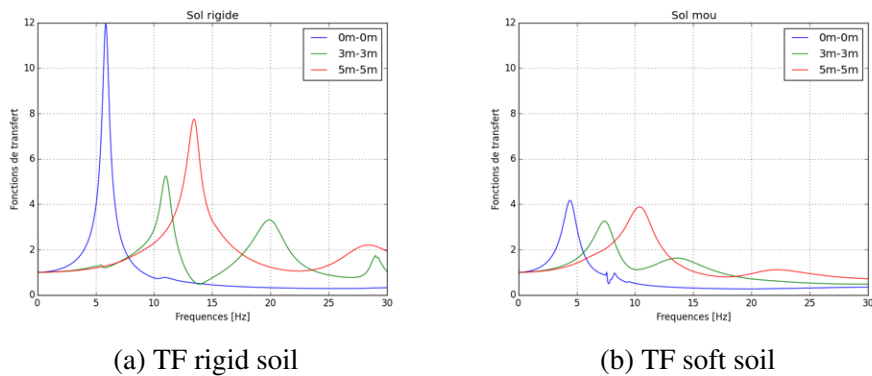 Sol rigide
12
10
8
6
4
2
0
0 5 10 15 20 25 30
Fonctions de transfert
Frequences [Hz]
0m-0m
3m-3m
5m-5m
(a) TF rigid soil
Sol mou
12
10
8
6
4
2
0
0 5 10 15 20 25 30
Fonctions de transfert
Frequences [Hz]
0m-0m
3m-3m
5m-5m
(b) TF soft soil